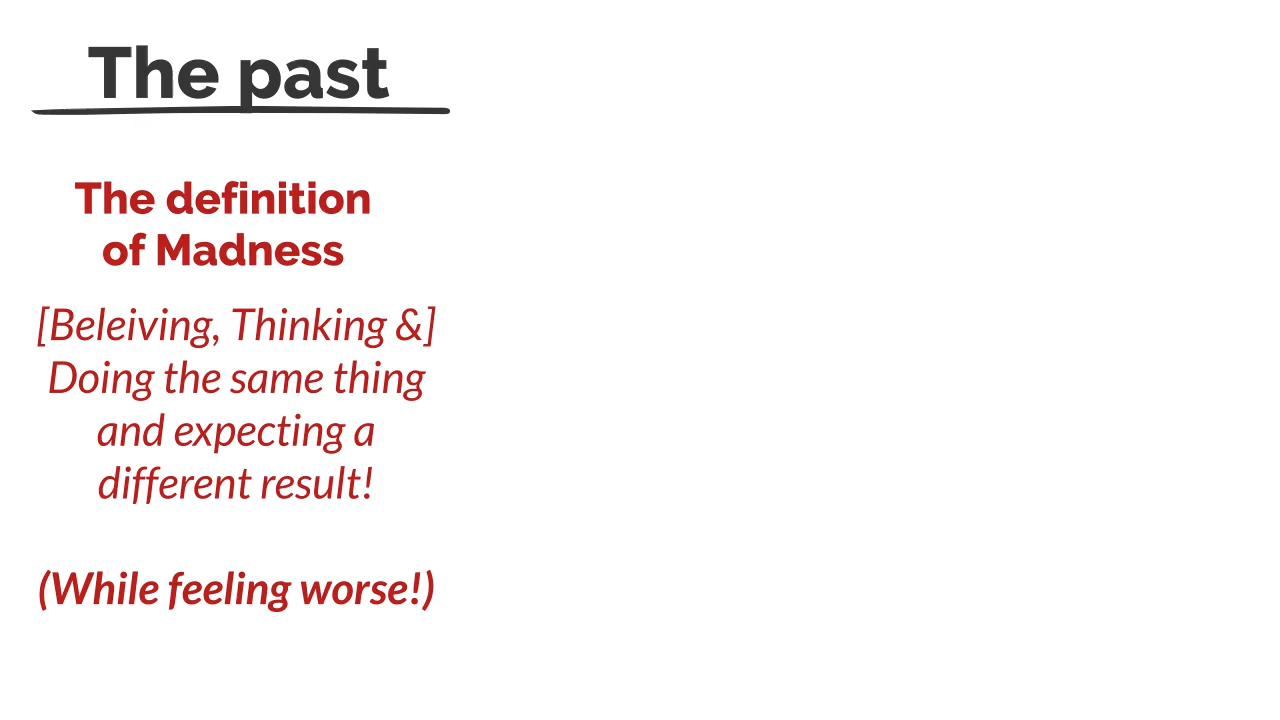 The past
The definition
of Madness
[Beleiving, Thinking &]
Doing the same thing
and expecting a
different result!
(While feeling worse!)